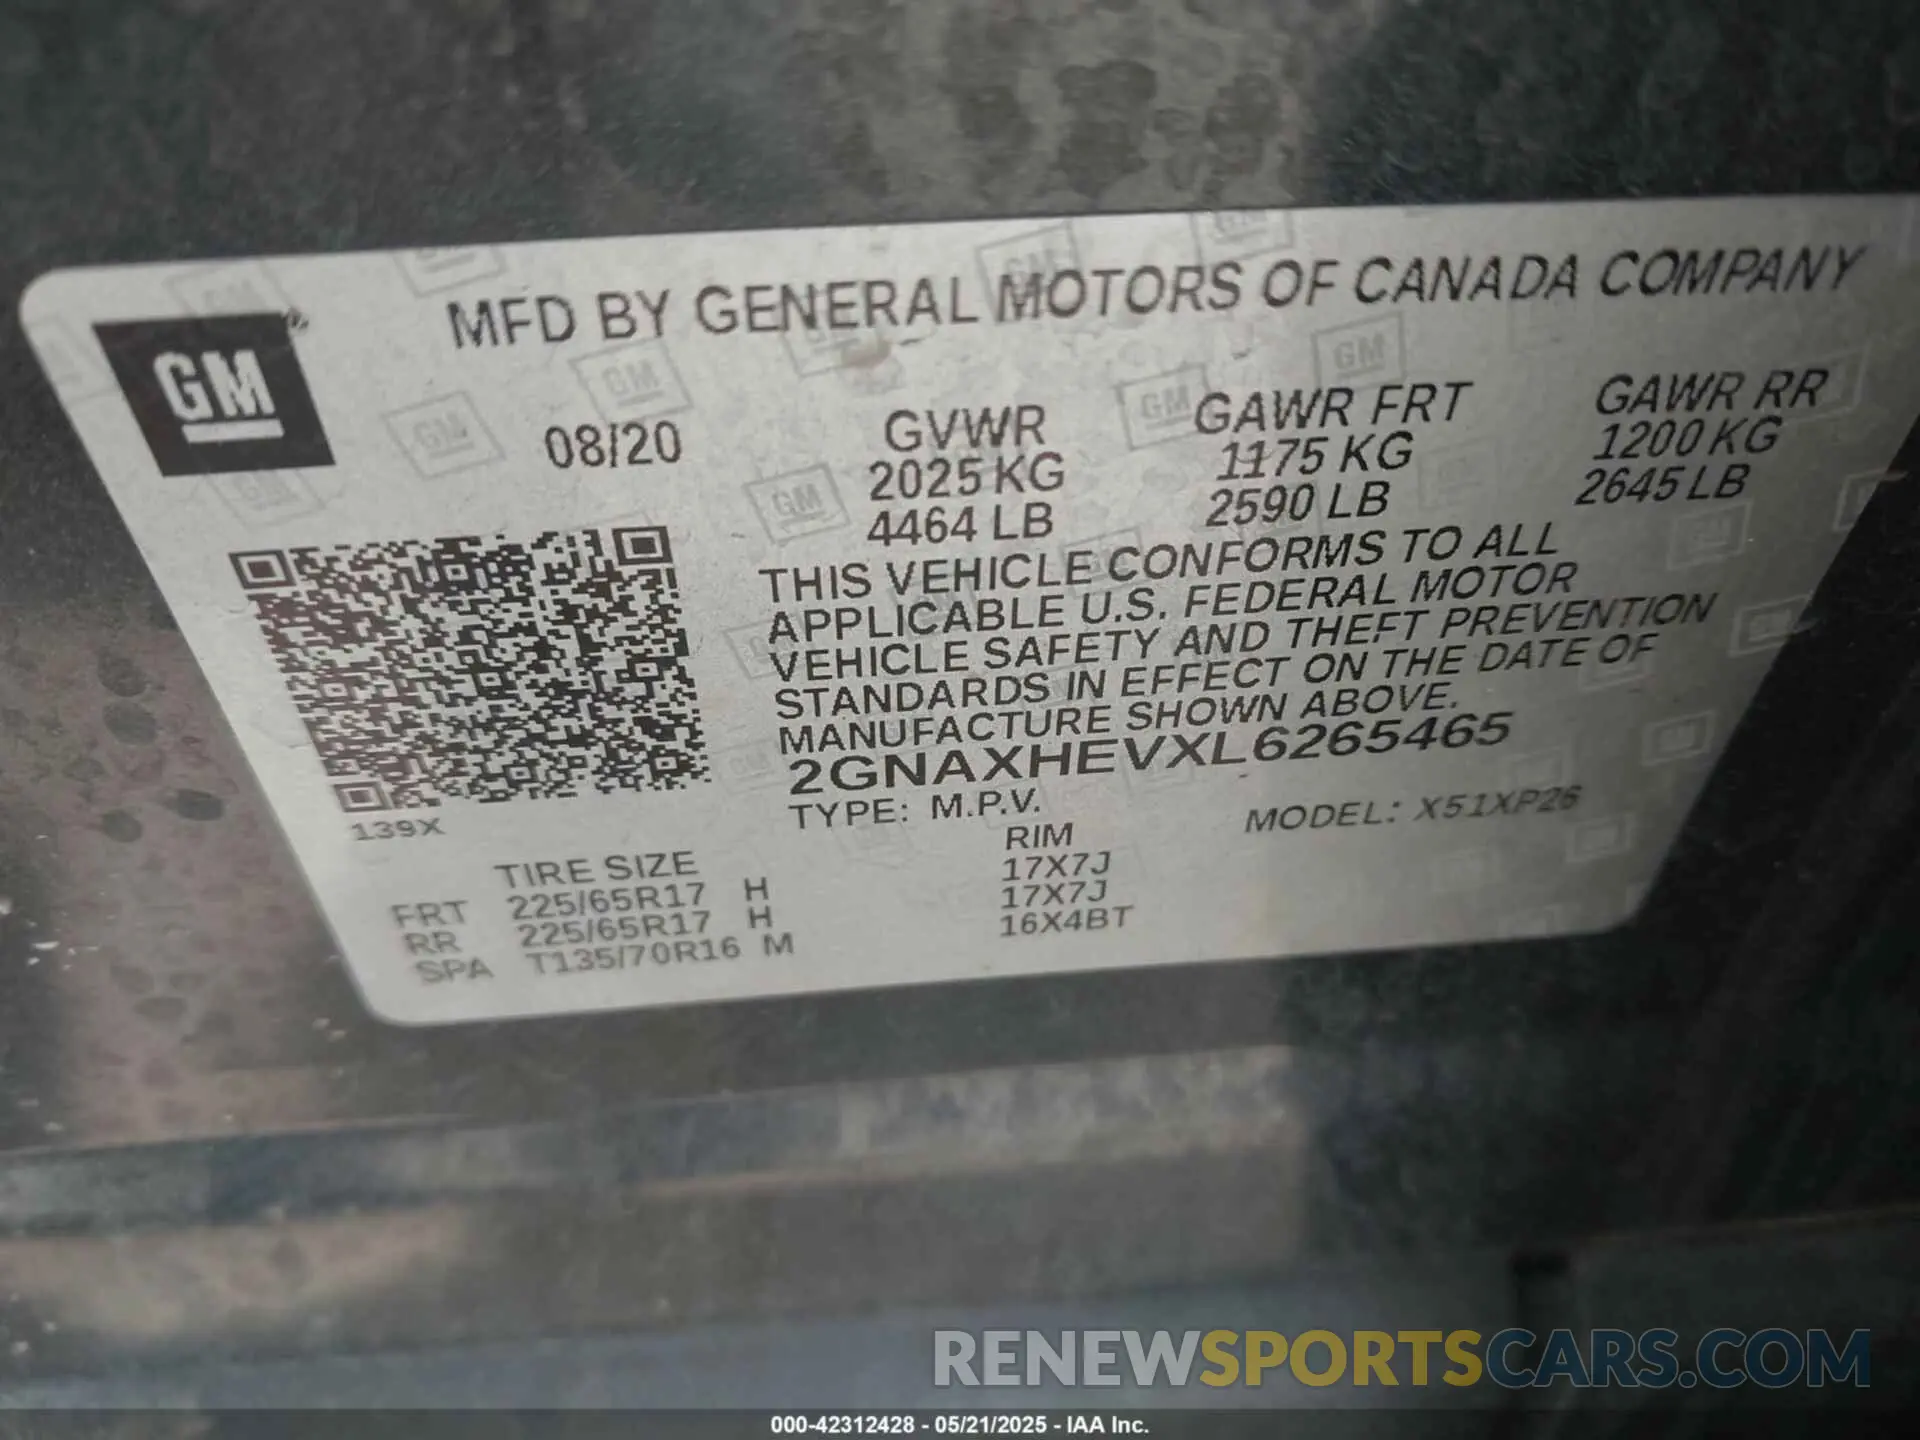 MFD BY GENERAL MOTORS OF CANADA COMPANY
GM
08/20
GVWR
2025 KG
4464 LB
GAWR FRT
1175 KG
2590 LB
GAWR RR
1200 KG
2645 LB
THIS VEHICLE CONFORMS TO ALL
APPLICABLE U.S. FEDERAL MOTOR
VEHICLE SAFETY AND THEFT PREVENTION
STANDARDS IN EFFECT ON THE DATE OF
MANUFACTURE SHOWN ABOVE.
2GNAXHEVXL6265465
TYPE: M.P.V.
MODEL: X51XP26
139X
TIRE SIZE RIM
FRT 225/65R17 H 17X7J
RR 225/65R17 H 17X7J
SPA T135/70R16 M 16X4BT
RENEWSPORTSCARS.COM
000-42312428 - 05/21/2025 - IAA Inc.